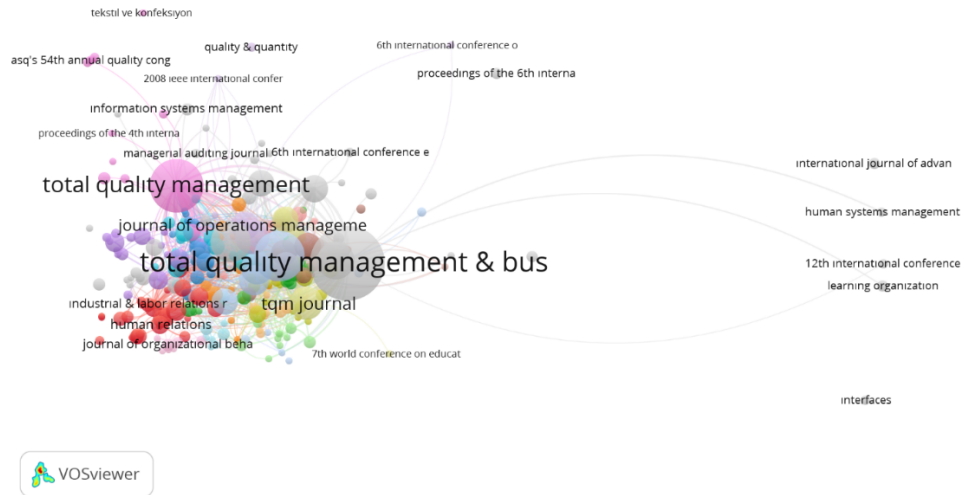 tekstil ve konfeksiyon
quality & quantity
6th international conference o
asq's 54th annual quality cong
proceedings of the 6th interna
2008 ieee international confer
information systems management
proceedings of the 4th interna
managerial auditing journal
6th international conference e
international journal of advan
total quality management
human systems management
journal of operations manageme
total quality management & bus
12th international conference
learning organization
industrial & labor relations r
tqm journal
human relations
journal of organizational beha
7th world conference on educat
interfaces
VOSviewer